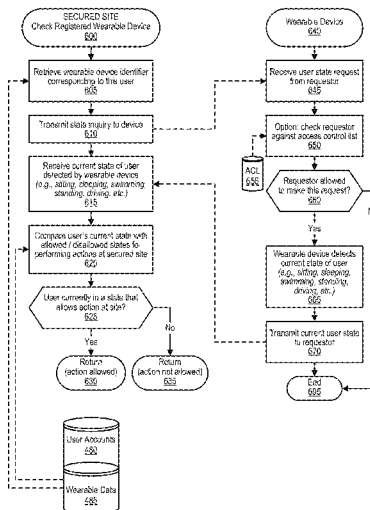 SECURED SITE
Check Registered Wearable Device
600
Retrieve wearable device identifier
corresponding to this user
605
Transmit state inquiry to device
610
Receive current state of user
detected by wearable device
(e.g., sitting, sleeping, swimming
standing, driving, etc.)
615
Compare user's current state with
allowed / disallowed states for
performing actions at secured site
620
User currently in a state that
allows action at site?
625
No
Yes
Return
(action allowed)
630
Return
(action not allowed)
635
User Accounts
480
Wearable Data
485
Wearable Device
640
Receive user state request
from requestor
645
Option: check requestor
against access control list
650
ACL
655
Requestor allowed
to make this request?
660
Yes
Wearable device detects
current state of user
(e.g., sitting, sleeping,
swimming, standing,
driving, etc.)
665
Transmit current user state
to requestor
670
End
695